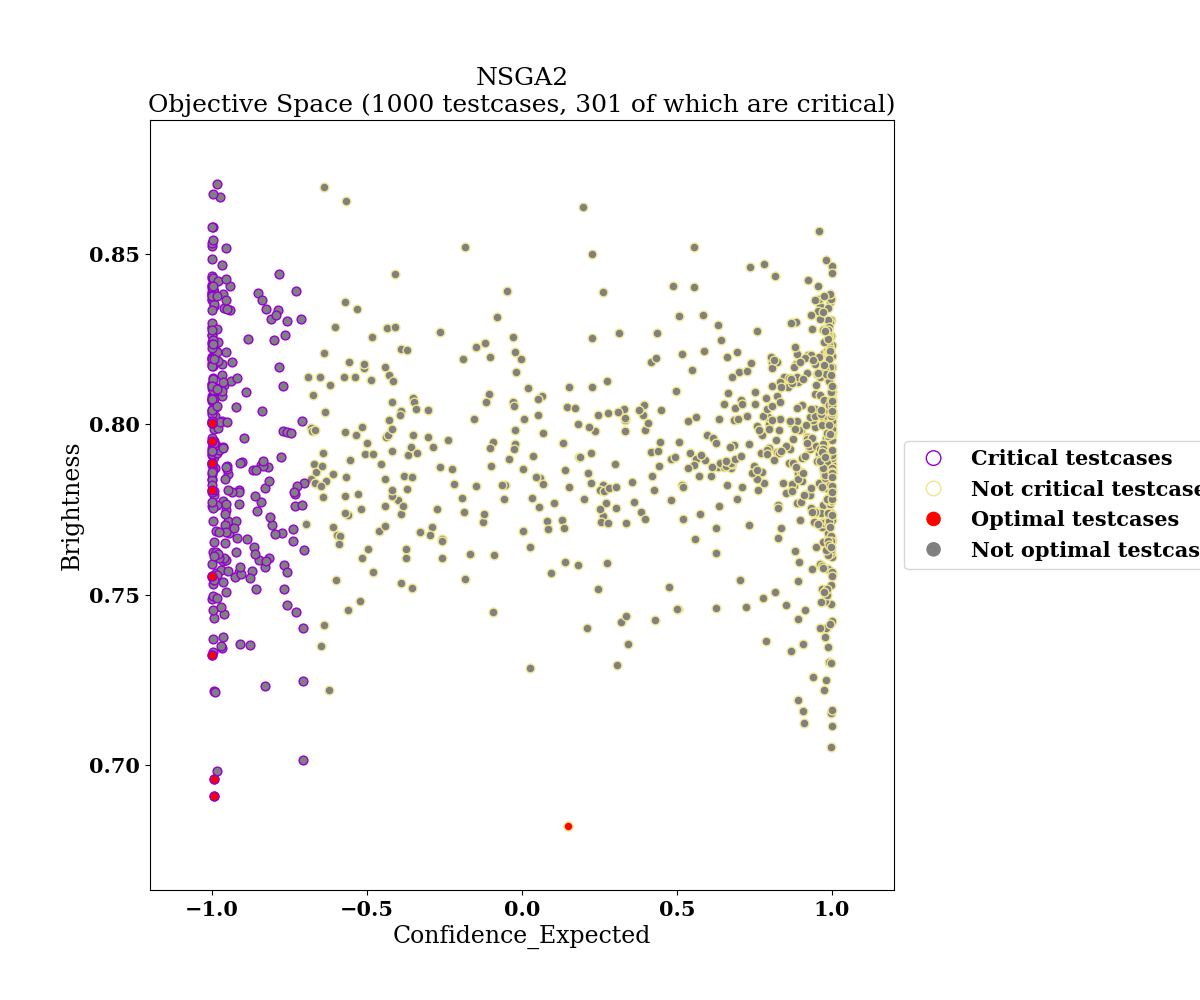 NSGA2
Objective Space (1000 testcases, 301 of which are critical)
Brightness
0.85
0.80
0.75
0.70
−1.0
−0.5
0.0
0.5
1.0
Confidence_Expected
Critical testcases
Not critical testcase
Optimal testcases
Not optimal testcas